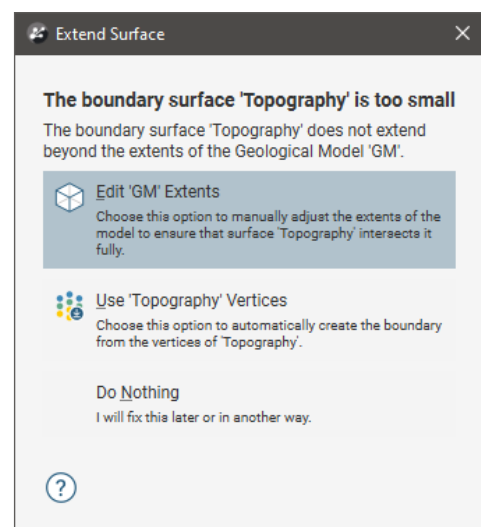 Extend Surface
The boundary surface 'Topography' is too small
The boundary surface 'Topography' does not extend
beyond the extents of the Geological Model 'GM'.
Edit 'GM' Extents
Choose this option to manually adjust the extents of the
model to ensure that surface 'Topography' intersects it
fully.
Use 'Topography' Vertices
Choose this option to automatically create the boundary
from the vertices of 'Topography'.
Do Nothing
I will fix this later or in another way.
?